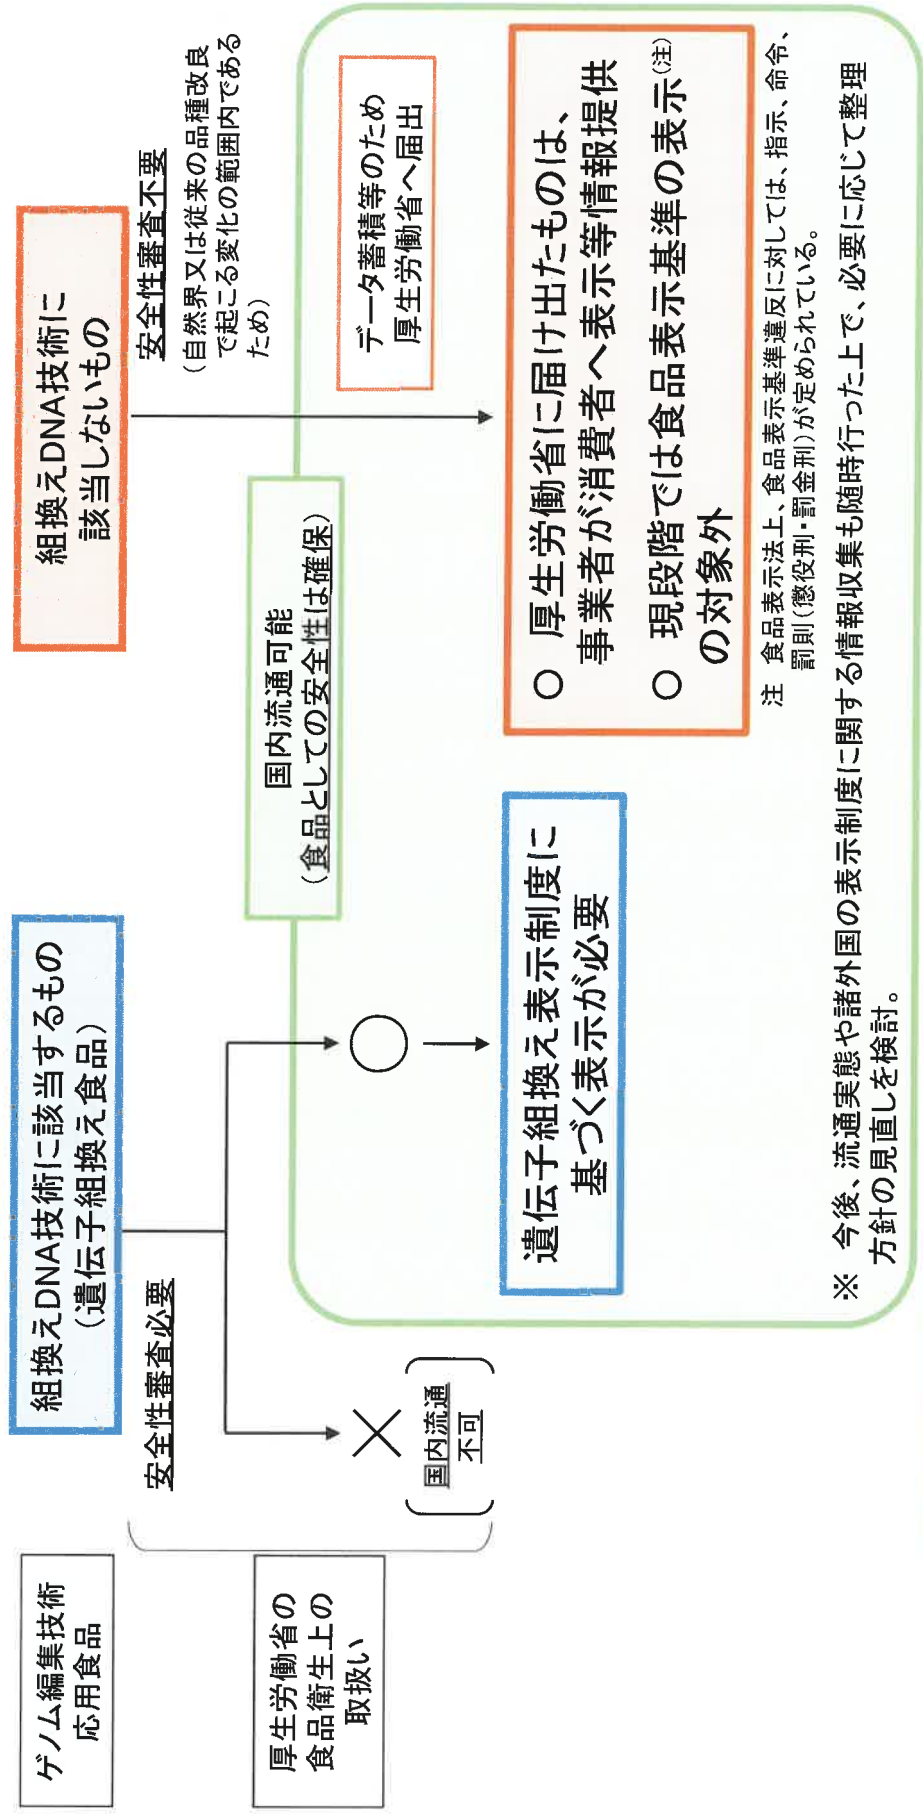 ゲノム編集技術
応用食品
組換えDNA技術に該当するもの
（遺伝子組換え食品）
組換えDNA技術に
該当しないもの
厚生労働省の
食品衛生上の
取扱い
安全性審査必要
安全性審査不要
（自然界又は従来の品種改良
で起こる変化の範囲内である
ため）
国内流通可能
（食品としての安全性は確保）
データ蓄積等のため
厚生労働省へ届出
×
国内流通
不可
○
遺伝子組換え表示制度に
基づく表示が必要
○ 厚生労働省に届け出たものは、
事業者が消費者へ表示等情報提供
○ 現段階では食品表示基準の表示(注)
の対象外
注 食品表示法上、食品表示基準違反に対しては、指示、命令、
罰則(懲役刑・罰金刑)が定められている。
※ 今後、流通実態や諸外国の表示制度に関する情報収集も随時行った上で、必要に応じて整理
方針の見直しを検討。